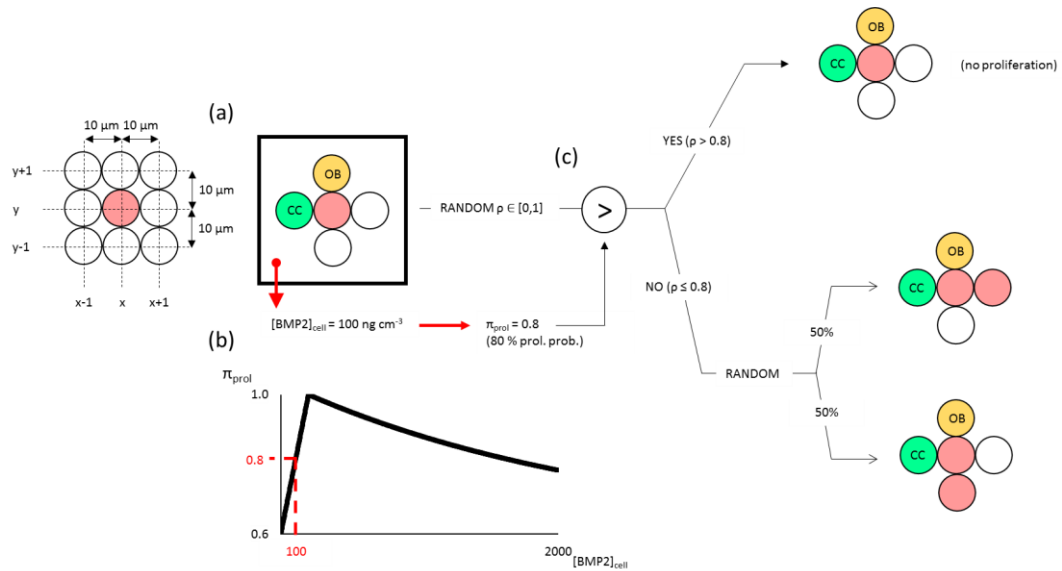 (a)
10 µm 10 µm
y+1
y
y-1
10 µm
10 µm
x-1 x x+1
OB
CC
RANDOM ρ ∈ [0,1]
[BMP2]cell = 100 ng cm⁻³
πprol = 0.8
(80 % prol. prob.)
(b)
πprol
1.0
0.8
0.6
100
2000
[BMP2]cell
(c)
>
YES (ρ > 0.8)
NO (ρ ≤ 0.8)
OB
CC
(no proliferation)
RANDOM
50%
50%
OB
CC
OB
CC